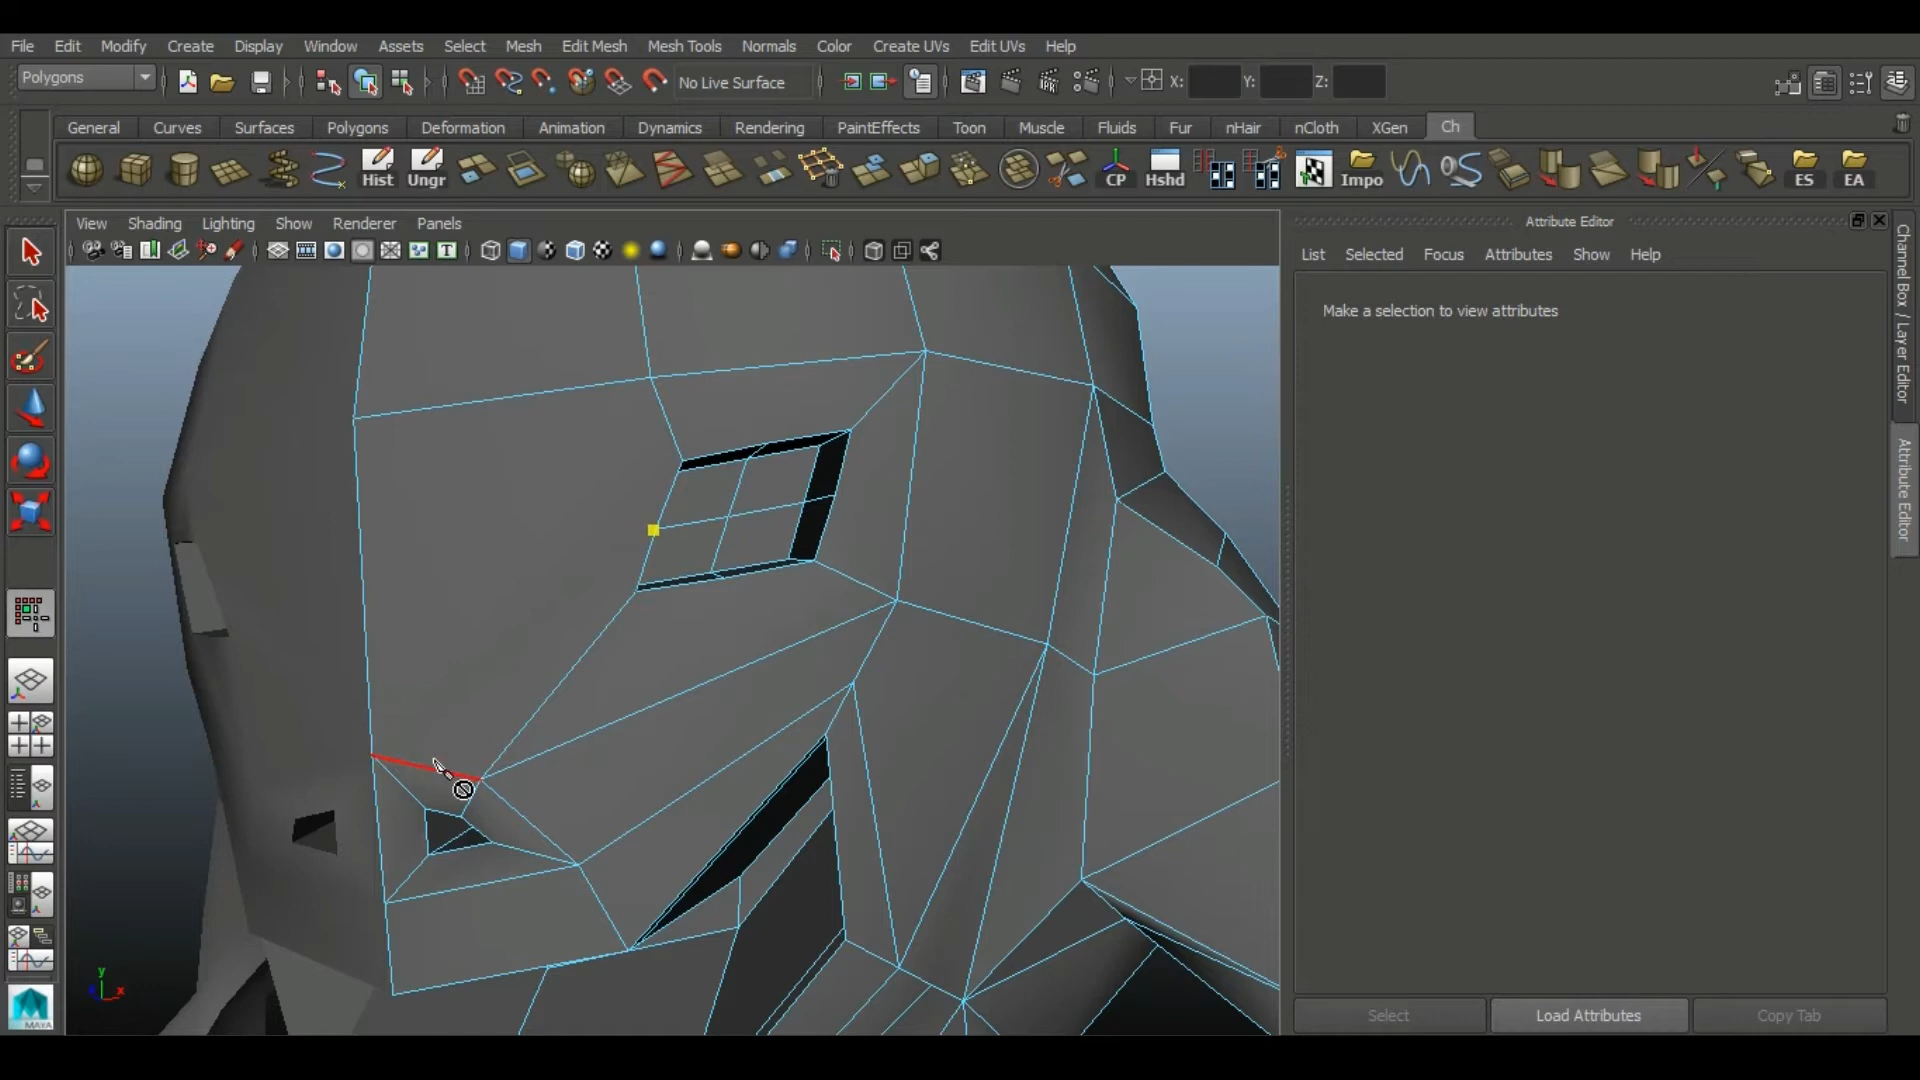 File Edit Modify Create Display Window Assets Select Mesh Edit Mesh Mesh Tools Normals Color Create UVs Edit UVs Help
Polygons No Live Surface X: Y: Z:
General Curves Surfaces Polygons Deformation Animation Dynamics Rendering PaintEffects Toon Muscle Fluids Fur nHair nCloth XGen Ch
Hist Ungr CP Hshd Impo ES EA
View Shading Lighting Show Renderer Panels
T
Attribute Editor
List Selected Focus Attributes Show Help
Make a selection to view attributes
Channel Box / Layer Editor
Attribute Editor
y
x
MAYA
Select Load Attributes Copy Tab